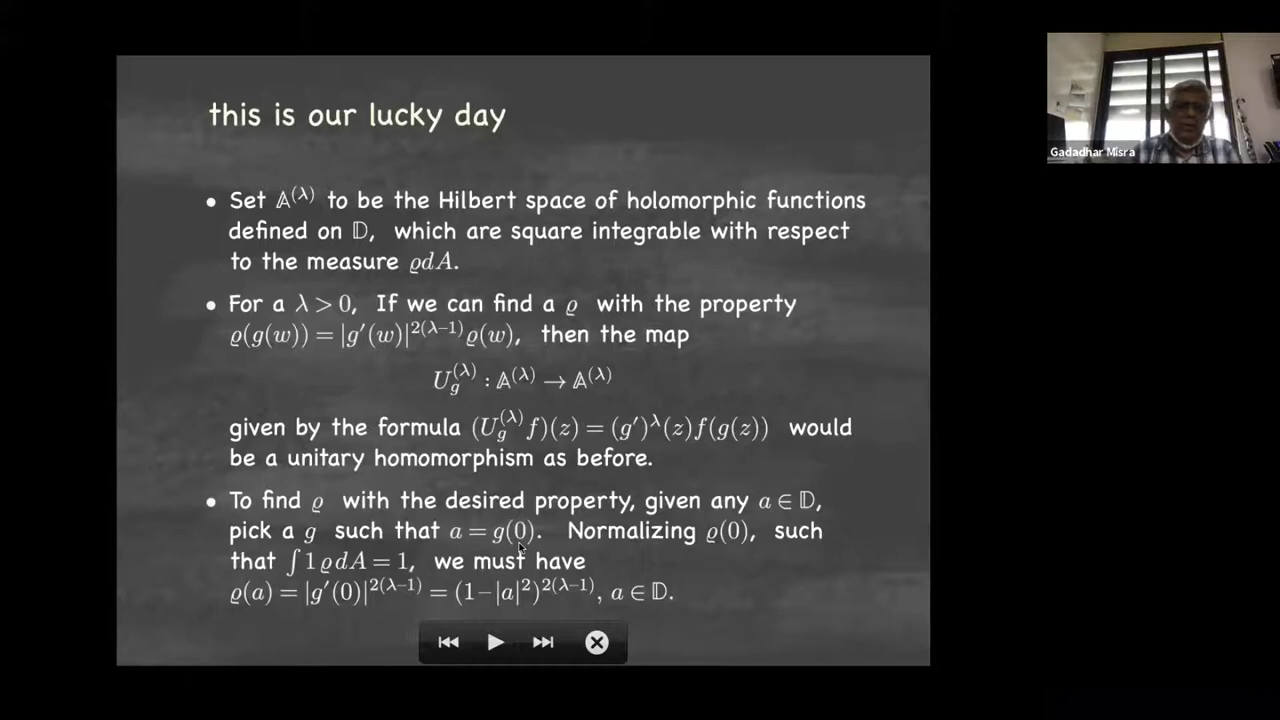 this is our lucky day
• Set 𝔸^(λ) to be the Hilbert space of holomorphic functions
defined on 𝔻, which are square integrable with respect
to the measure ϱdA.
• For a λ > 0, If we can find a ϱ with the property
ϱ(g(w)) = |g′(w)|^{2(λ−1)}ϱ(w), then the map
U_g^{(λ)} : 𝔸^(λ) → 𝔸^(λ)
given by the formula (U_g^{(λ)}f)(z) = (g′)^λ(z)f(g(z)) would
be a unitary homomorphism as before.
• To find ϱ with the desired property, given any a ∈ 𝔻,
pick a g such that a = g(0). Normalizing ϱ(0), such
that ∫1ϱdA = 1, we must have
ϱ(a) = |g′(0)|^{2(λ−1)} = (1−|a|²)^{2(λ−1)}, a ∈ 𝔻.
Gadadhar Misra